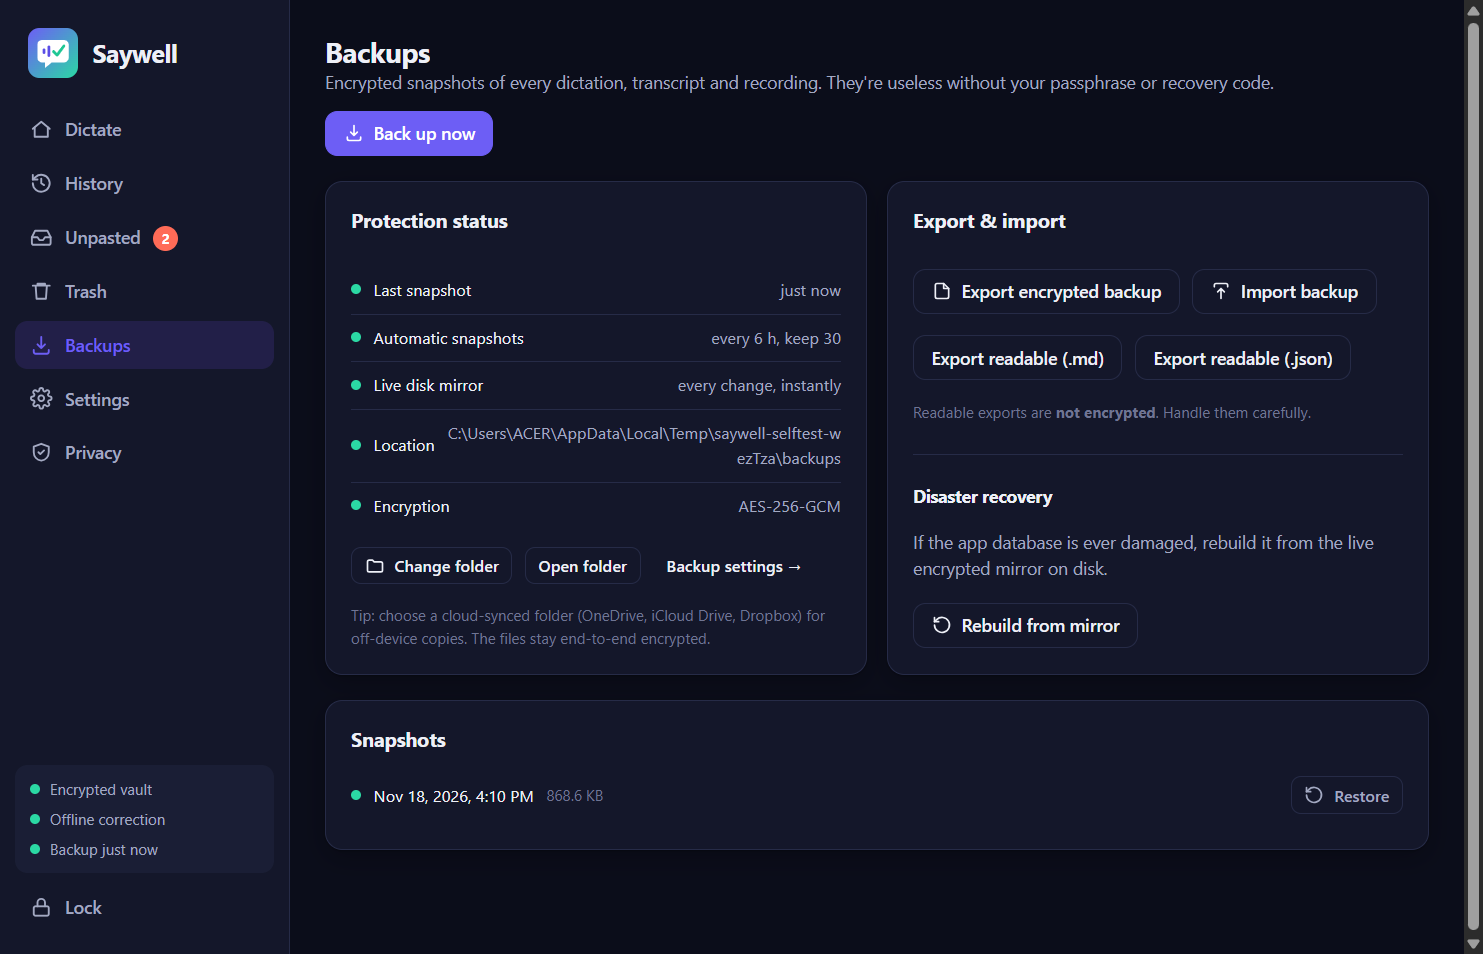 Saywell
Dictate
History
Unpasted 2
Trash
Backups
Settings
Privacy
Encrypted vault
Offline correction
Backup just now
Lock
Backups
Encrypted snapshots of every dictation, transcript and recording. They're useless without your passphrase or recovery code.
Back up now
Protection status
Last snapshot just now
Automatic snapshots every 6 h, keep 30
Live disk mirror every change, instantly
Location C:\Users\ACER\AppData\Local\Temp\saywell-selftest-w
ezTza\backups
Encryption AES-256-GCM
Change folder Open folder Backup settings →
Tip: choose a cloud-synced folder (OneDrive, iCloud Drive, Dropbox) for
off-device copies. The files stay end-to-end encrypted.
Export & import
Export encrypted backup Import backup
Export readable (.md) Export readable (.json)
Readable exports are not encrypted. Handle them carefully.
Disaster recovery
If the app database is ever damaged, rebuild it from the live
encrypted mirror on disk.
Rebuild from mirror
Snapshots
Nov 18, 2026, 4:10 PM 868.6 KB Restore